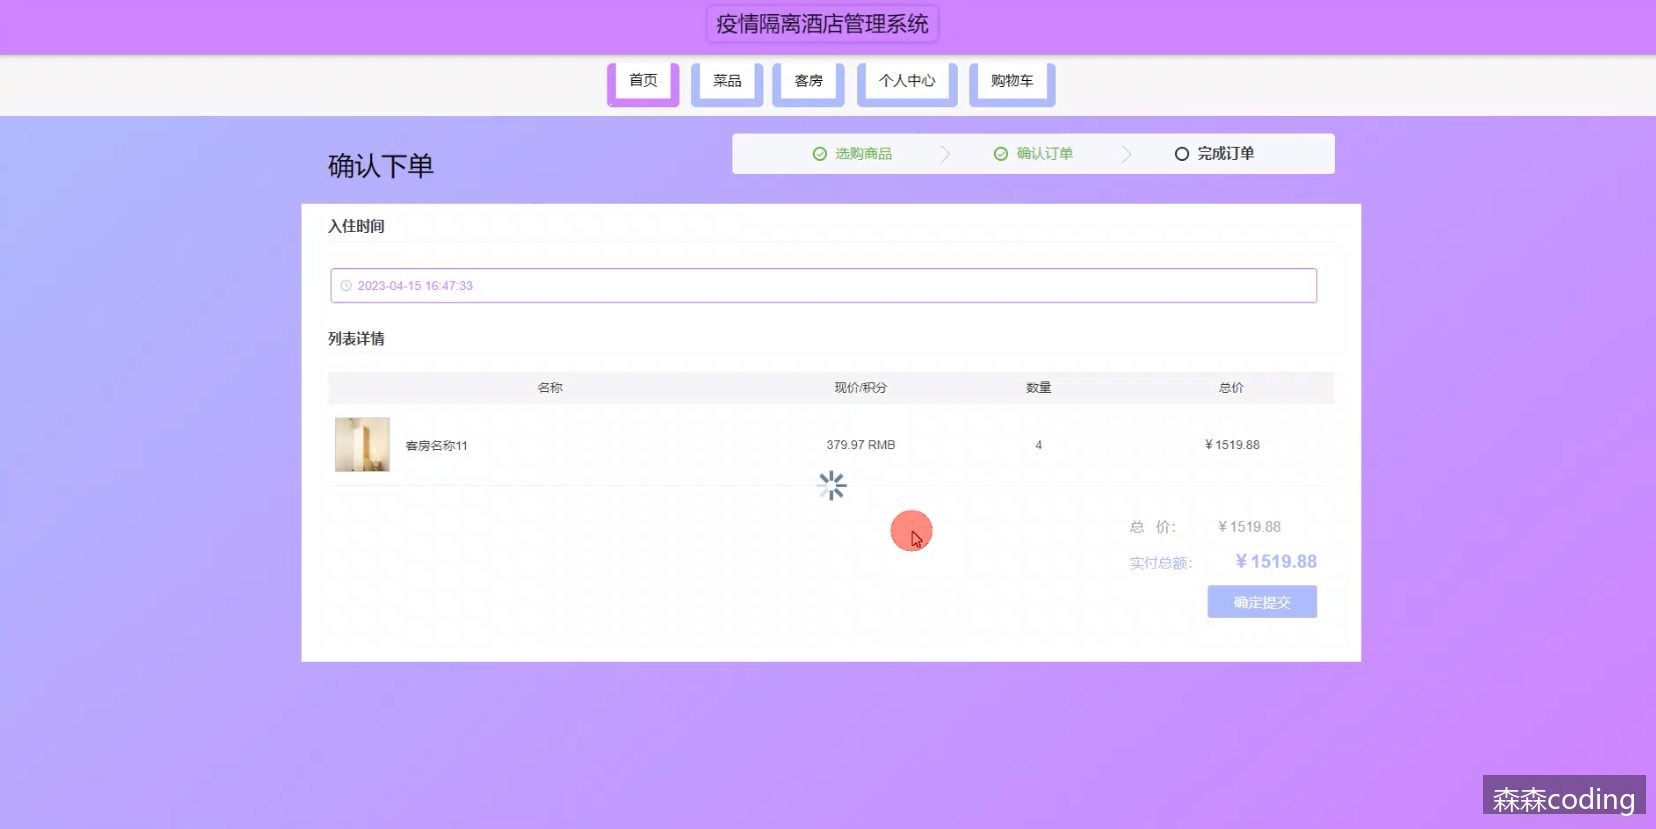 疫情隔离酒店管理系统
首页 菜品 客房 个人中心 购物车
确认下单
选购商品 确认订单 完成订单
入住时间
2023-04-15 16:47:33
列表详情
名称 现价/积分 数量 总价
客房名称11 379.97 RMB 4 ¥1519.88
总 价: ¥1519.88
实付总额: ¥1519.88
确定提交
森森coding